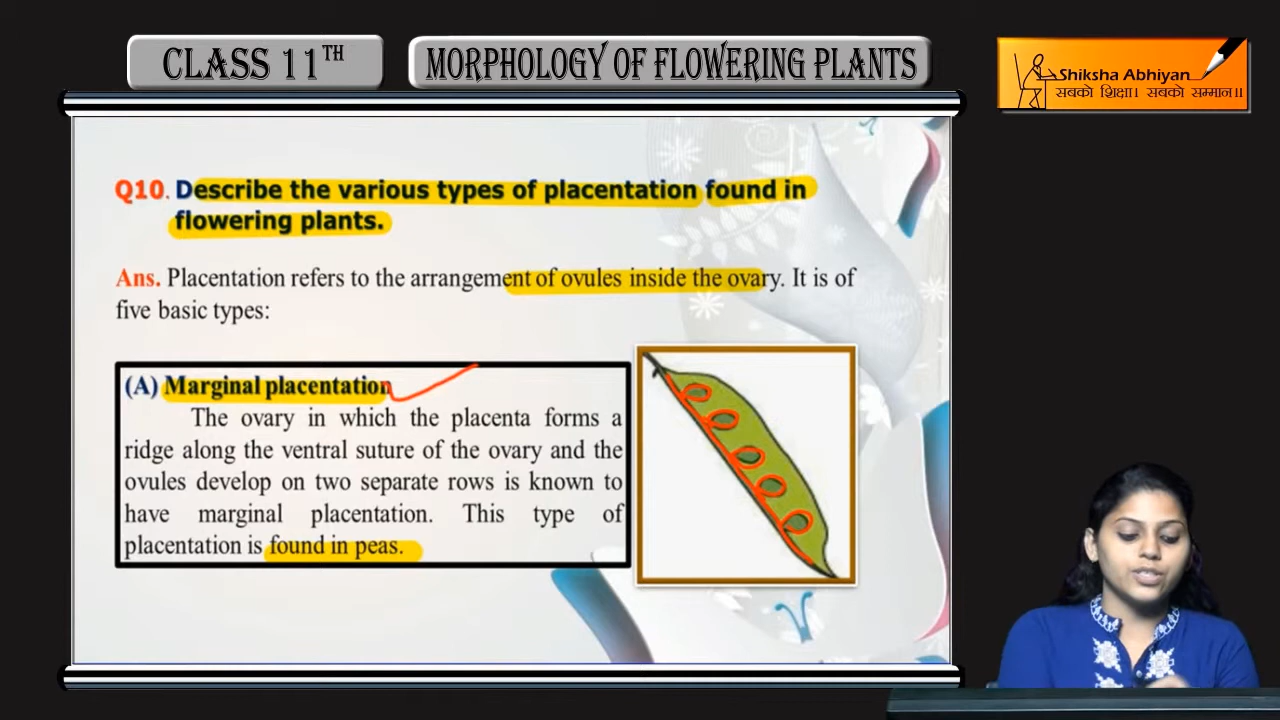 CLASS 11TH
MORPHOLOGY OF FLOWERING PLANTS
Shiksha Abhiyan
सबको शिक्षा। सबको सम्मान॥
Q10. Describe the various types of placentation found in
flowering plants.
Ans. Placentation refers to the arrangement of ovules inside the ovary. It is of
five basic types:
(A) Marginal placentation
The ovary in which the placenta forms a
ridge along the ventral suture of the ovary and the
ovules develop on two separate rows is known to
have marginal placentation. This type of
placentation is found in peas.